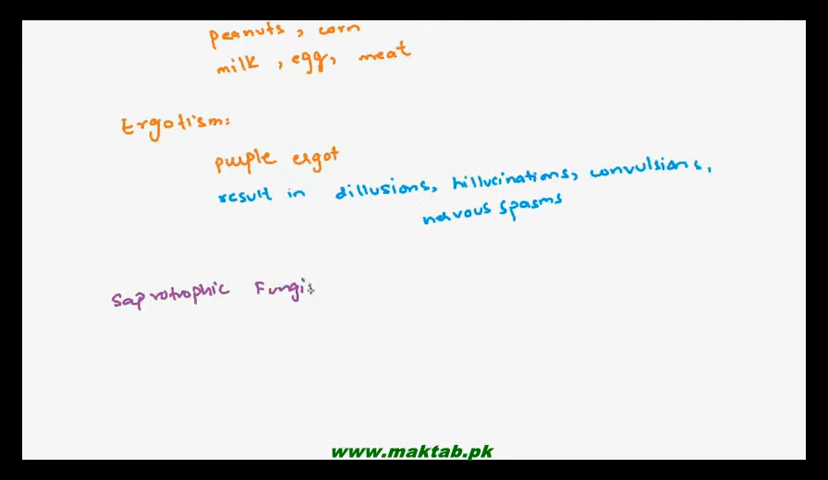 peanuts, corn
milk, egg, meat
Ergotism:
purple ergot
result in dillusions, hillucinations, convulsions,
nervous spasms
Saprotrophic Fungi
www.maktab.pk